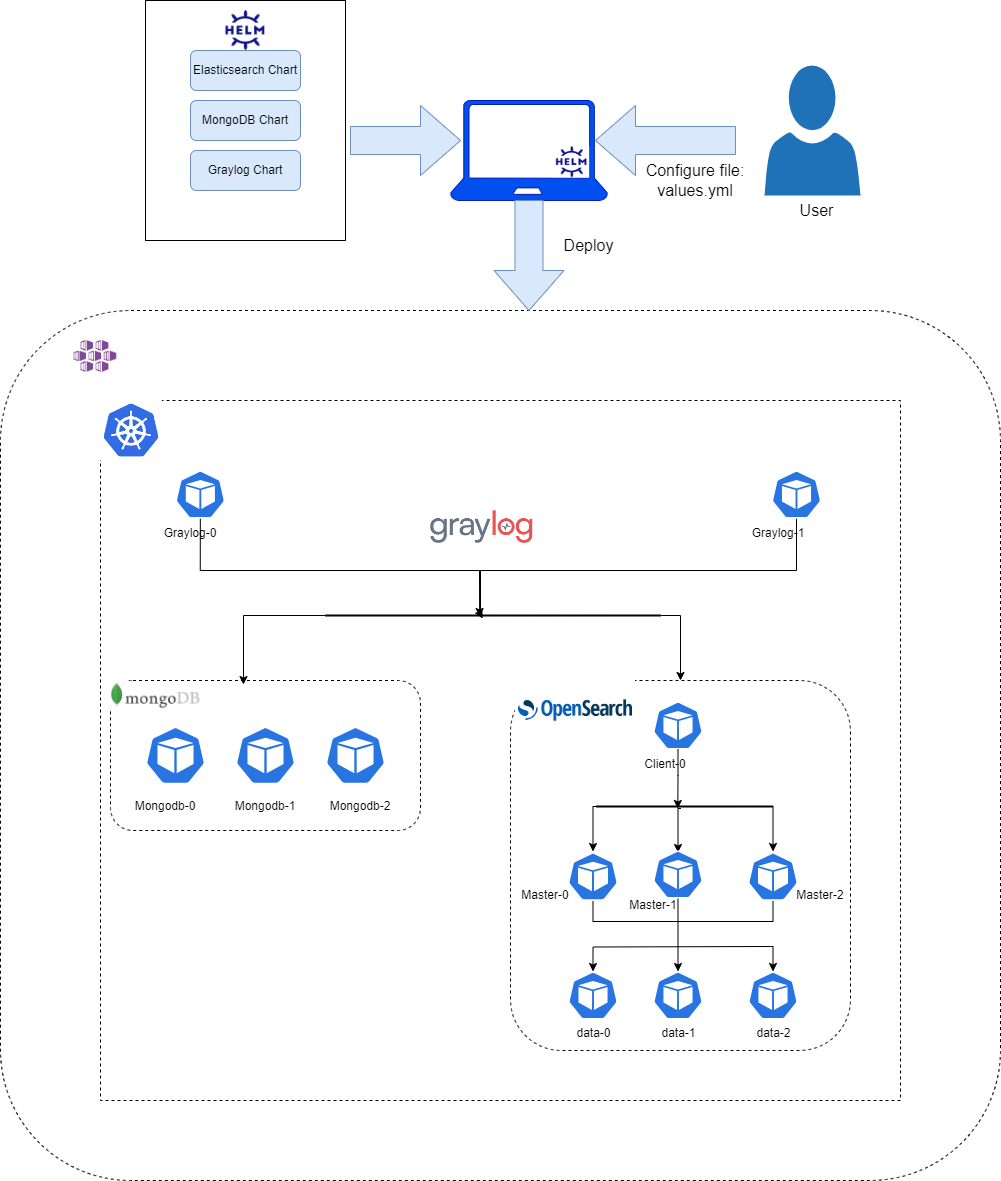 HELM
Elasticsearch Chart
MongoDB Chart
Graylog Chart
HELM
Configure file:
values.yml
User
Deploy
Graylog-0
graylog
Graylog-1
mongoDB
Mongodb-0
Mongodb-1
Mongodb-2
OpenSearch
Client-0
Master-0
Master-1
Master-2
data-0
data-1
data-2